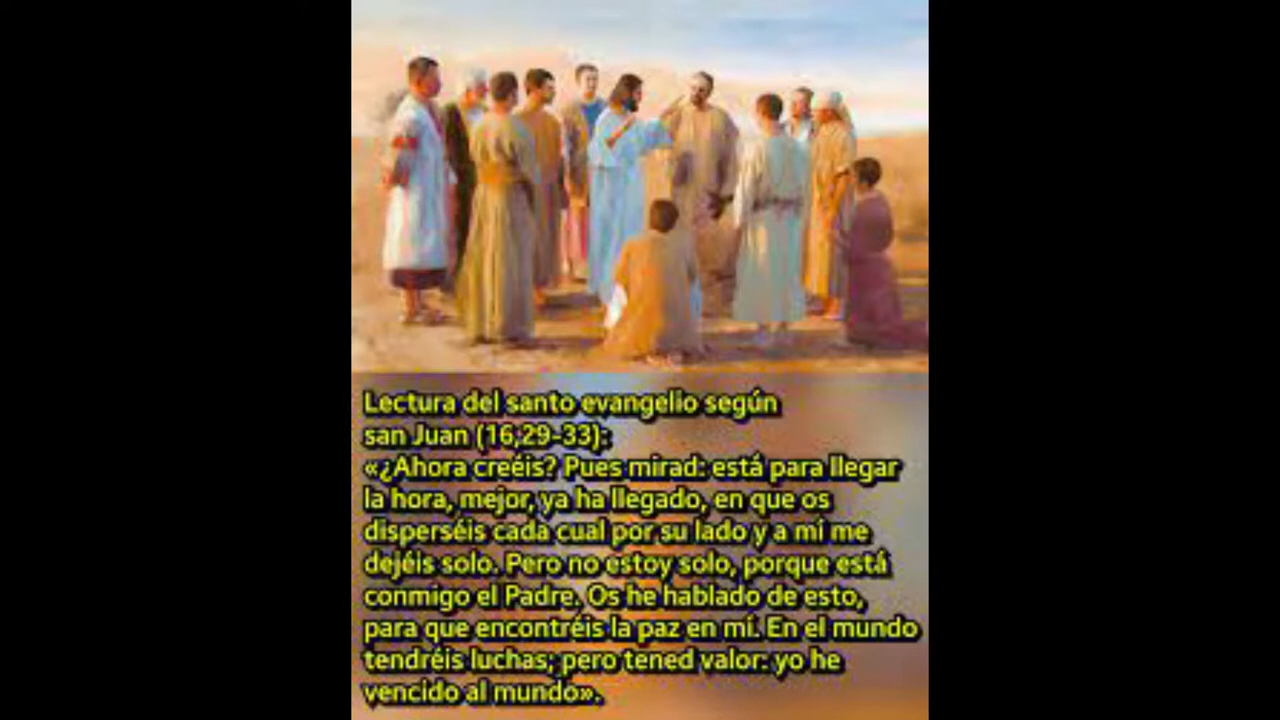 Lectura del santo evangelio según
san Juan (16,29-33):
«¿Ahora creéis? Pues mirad: está para llegar
la hora, mejor, ya ha llegado, en que os
disperséis cada cual por su lado y a mí me
dejéis solo. Pero no estoy solo, porque está
conmigo el Padre. Os he hablado de esto,
para que encontréis la paz en mí. En el mundo
tendréis luchas; pero tened valor: yo he
vencido al mundo».